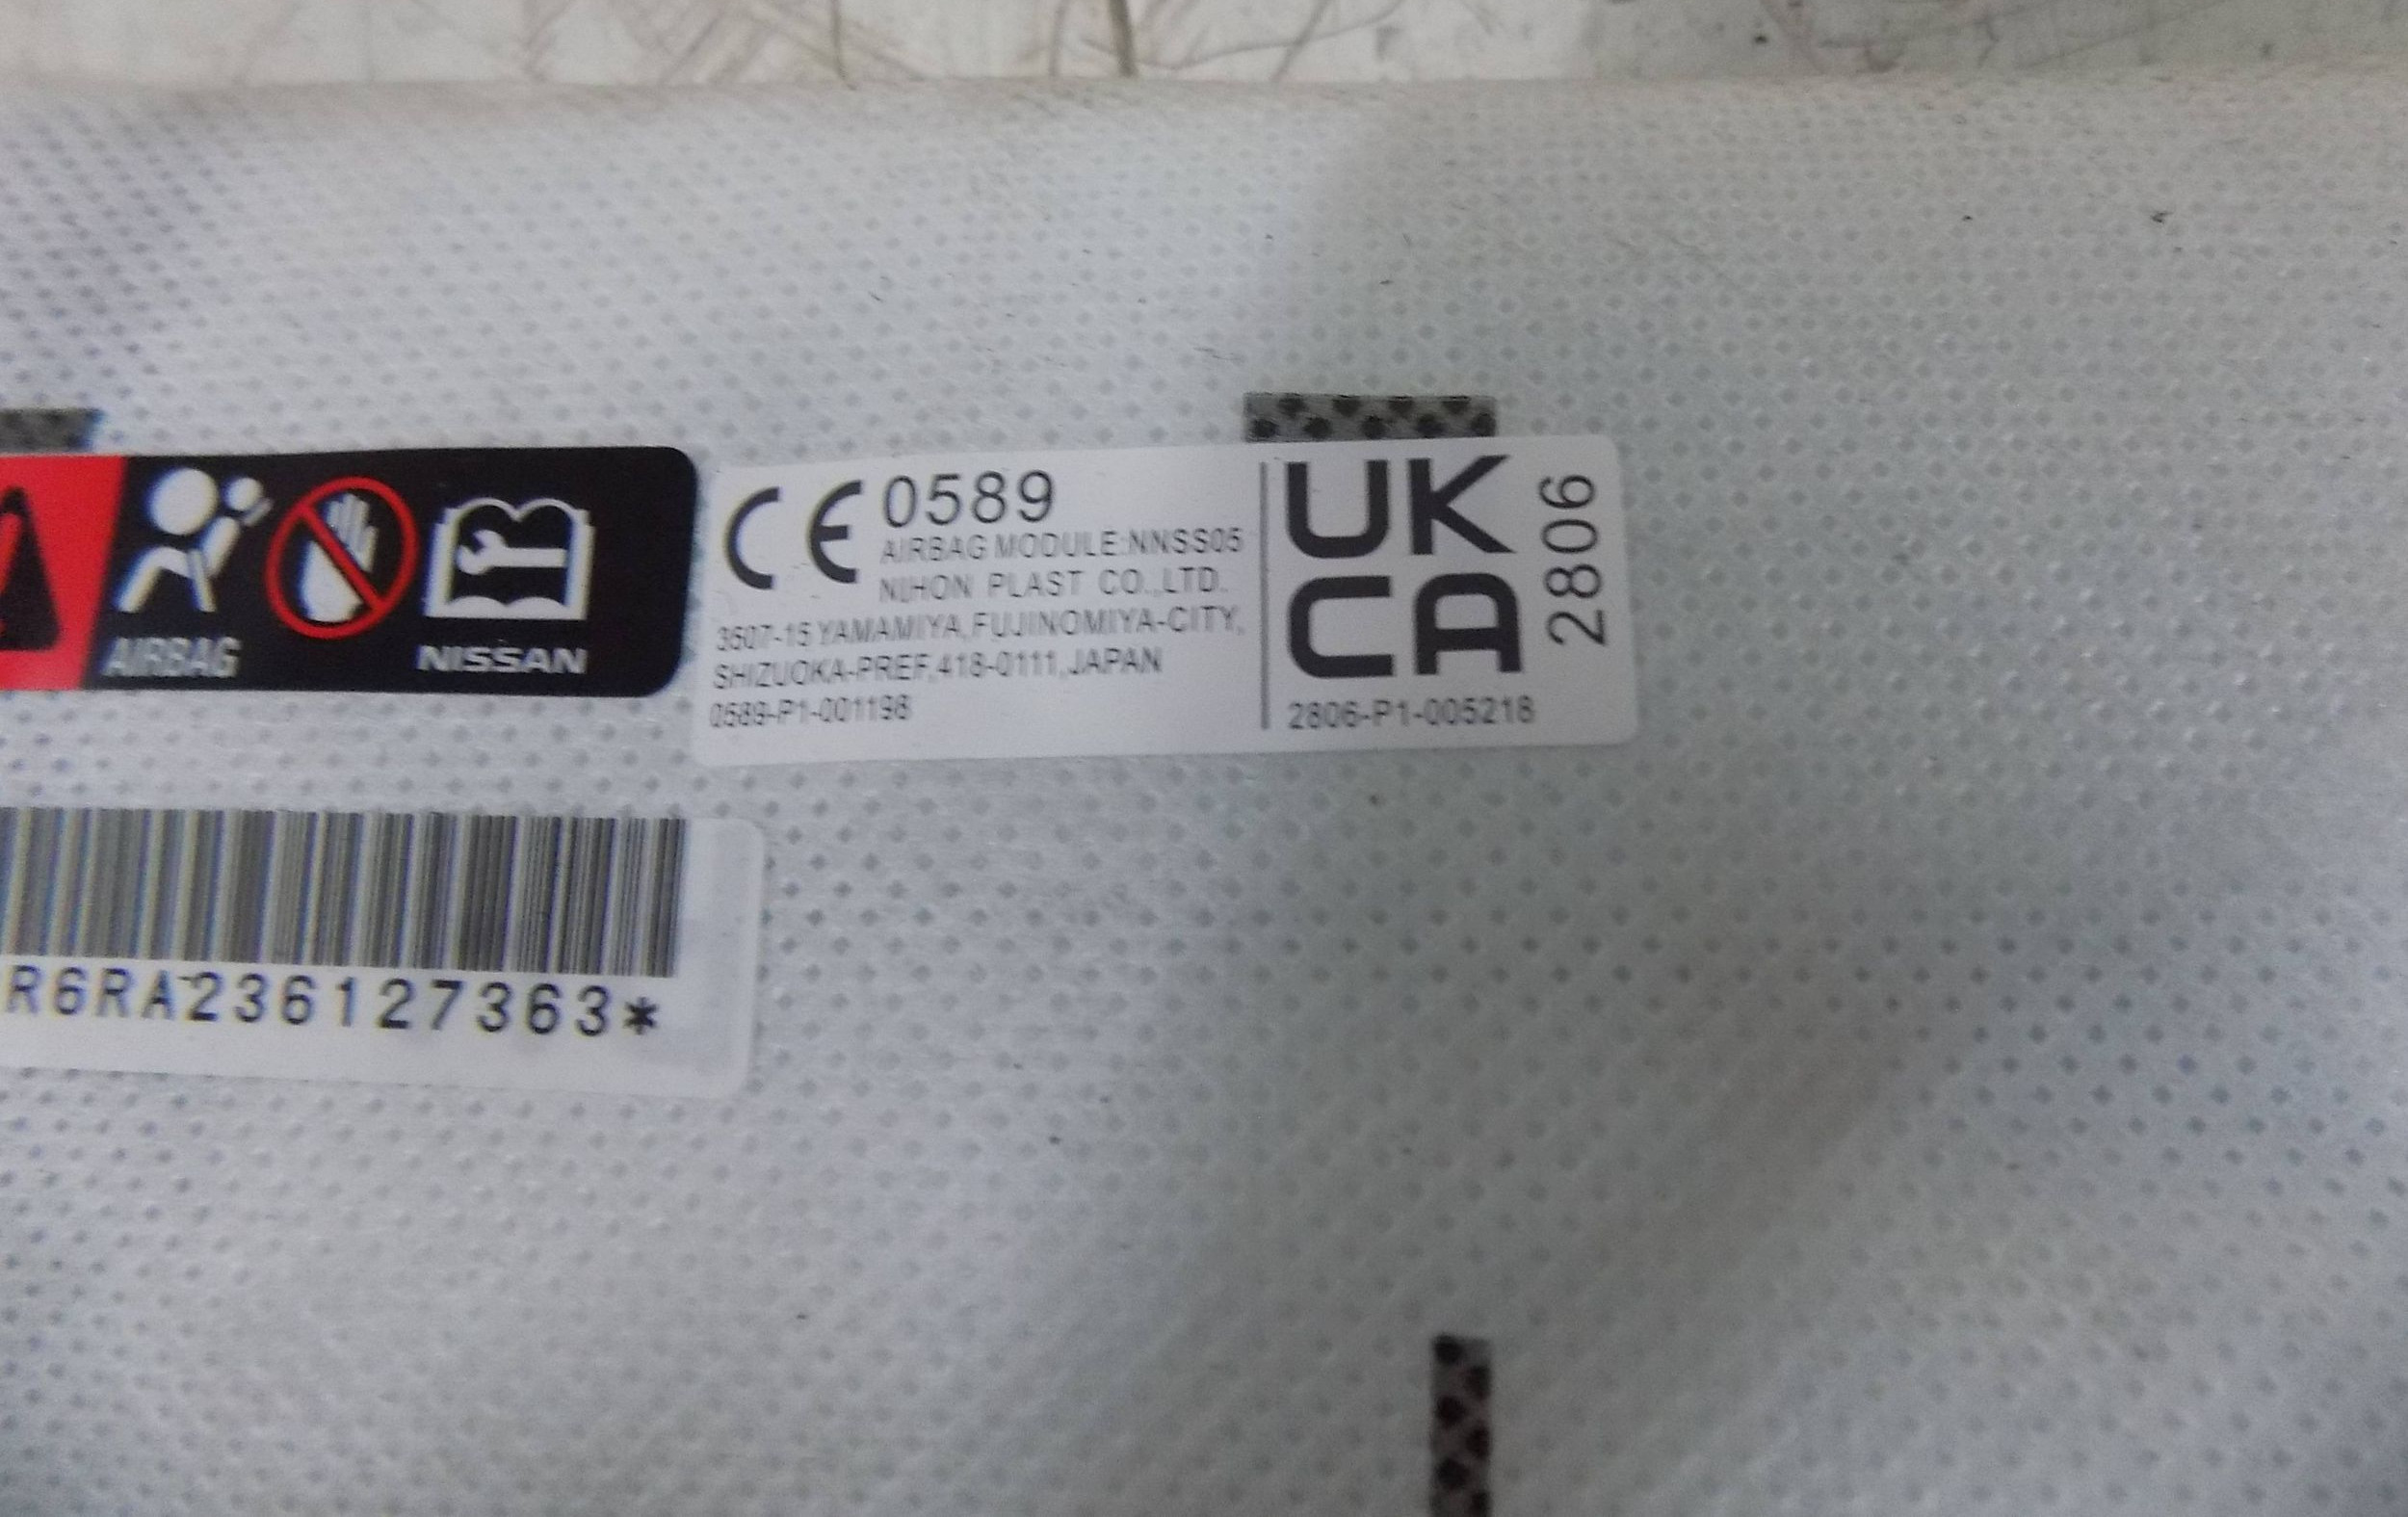 AIRBAG
NISSAN
CE 0589
AIRBAG MODULE:NNSS05
NIHON PLAST CO.,LTD.
3507-15 YAMAMIYA,FUJINOMIYA-CITY,
SHIZUOKA-PREF,418-0111,JAPAN
0589-P1-001198
UK
CA
2806
2806-P1-005218
R6RA236127363*